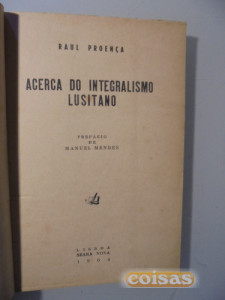 RAUL PROENÇA
ACERCA DO INTEGRALISMO
LUSITANO
PREFÁCIO
DE
MANUEL MENDES
LISBOA
SEARA NOVA
coisas